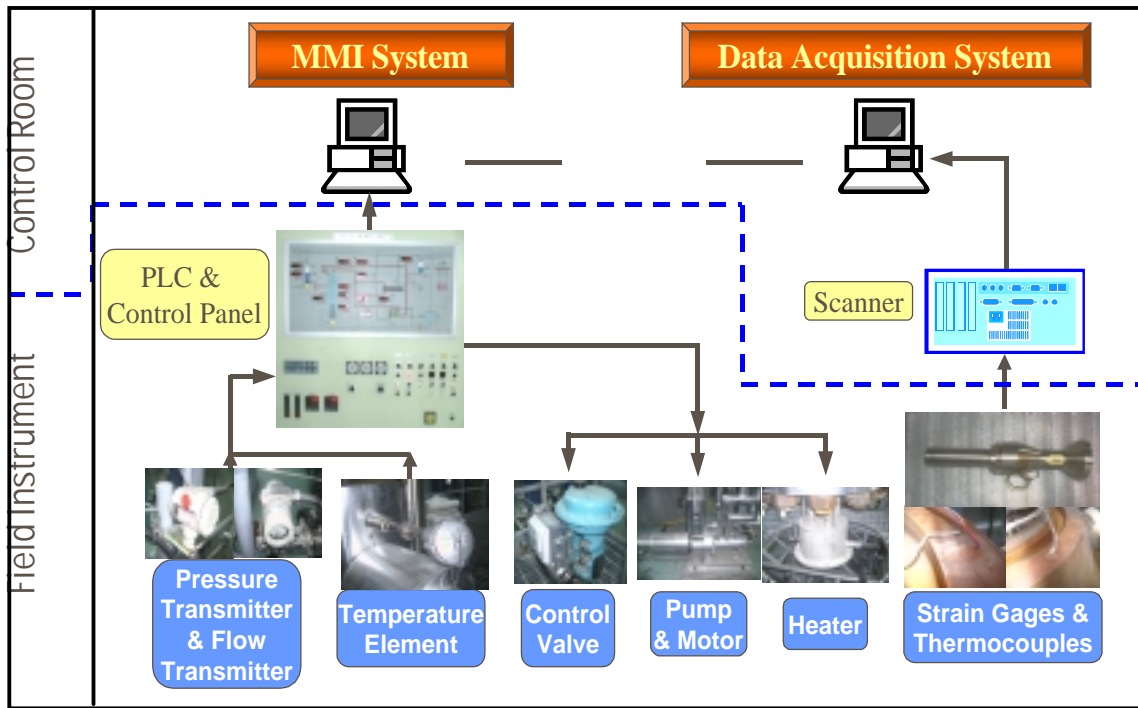 MMI System
Data Acquisition System
Control Room
PLC &
Control Panel
Scanner
Field Instrument
Pressure
Transmitter
& Flow
Transmitter
Temperature
Element
Control
Valve
Pump
& Motor
Heater
Strain Gages &
Thermocouples